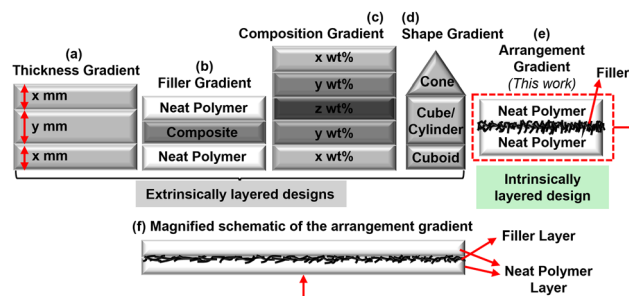 (a)
Thickness Gradient
x mm
y mm
x mm
(b)
Filler Gradient
Neat Polymer
Composite
Neat Polymer
(c)
Composition Gradient
x wt%
y wt%
z wt%
y wt%
x wt%
(d)
Shape Gradient
Cone
Cube/
Cylinder
Cuboid
(e)
Arrangement
Gradient
(This work)
Filler
Neat Polymer
Neat Polymer
Extrinsically layered designs
Intrinsically
layered design
(f) Magnified schematic of the arrangement gradient
Filler Layer
Neat Polymer
Layer